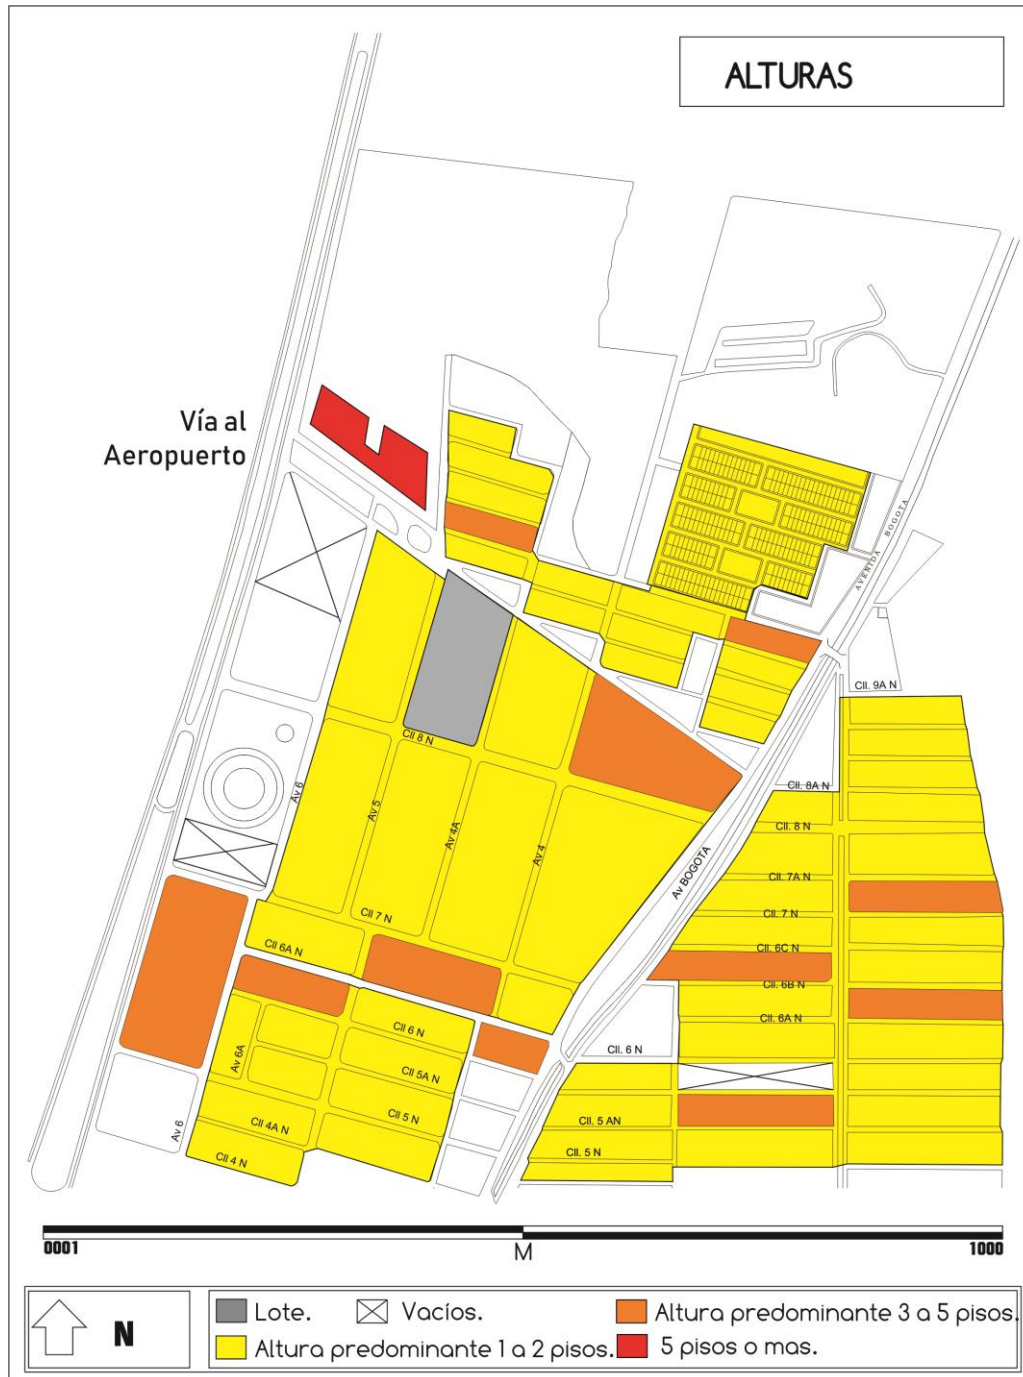 ALTURAS
Vía al
Aeropuerto
AVENIDA BOGOTA
Cll. 9A N
Cll 8 N
Av 6
Av 5
Av 4A
Av 4
Cll. 8A N
Cll. 8 N
Av BOGOTA
Cll. 7A N
Cll 7 N
Cll. 7 N
Cll 6A N
Cll. 6C N
Cll. 6B N
Cll. 6A N
Cll 6 N
Cll. 6 N
Av 6A
Cll 5A N
Cll 5 N
Cll. 5 AN
Cll 4A N
Av 6
Cll 4 N
Cll. 5 N
0001
M
1000
N
Lote.
Vacíos.
Altura predominante 3 a 5 pisos.
Altura predominante 1 a 2 pisos.
5 pisos o mas.